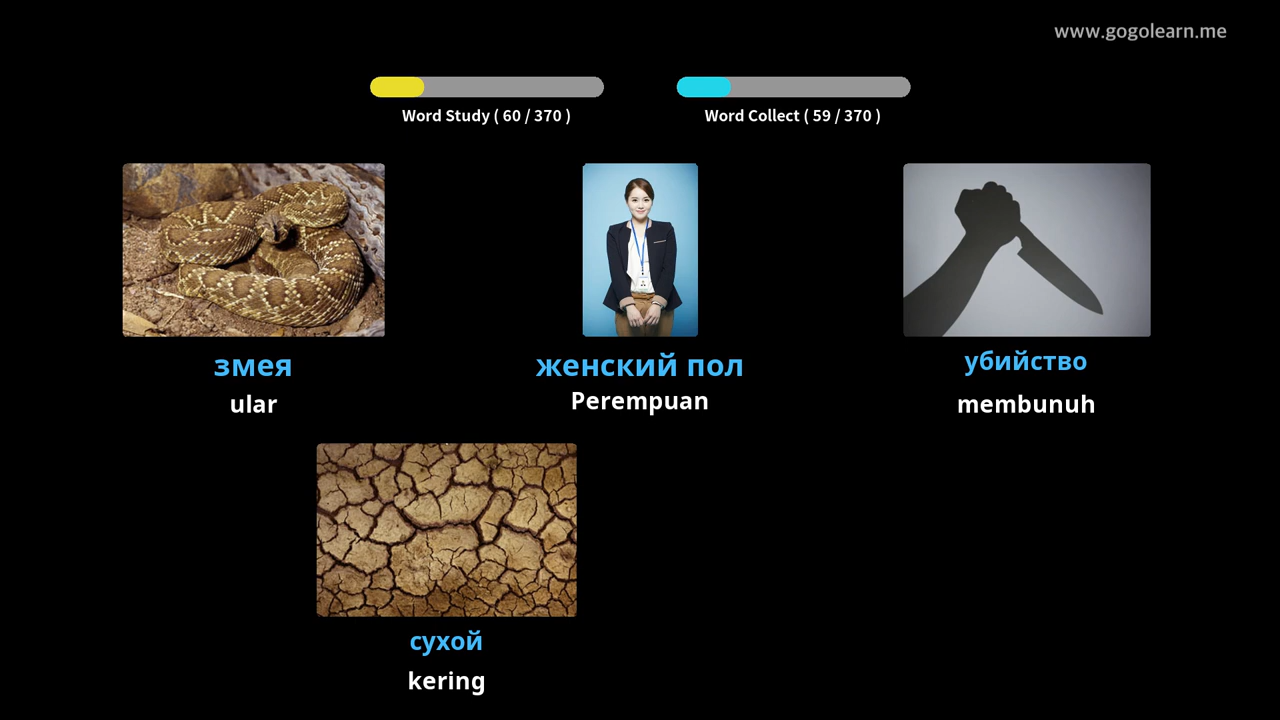 www.gogolearn.me
Word Study ( 60 / 370 )
Word Collect ( 59 / 370 )
змея
ular
женский пол
Perempuan
убийство
membunuh
сухой
kering